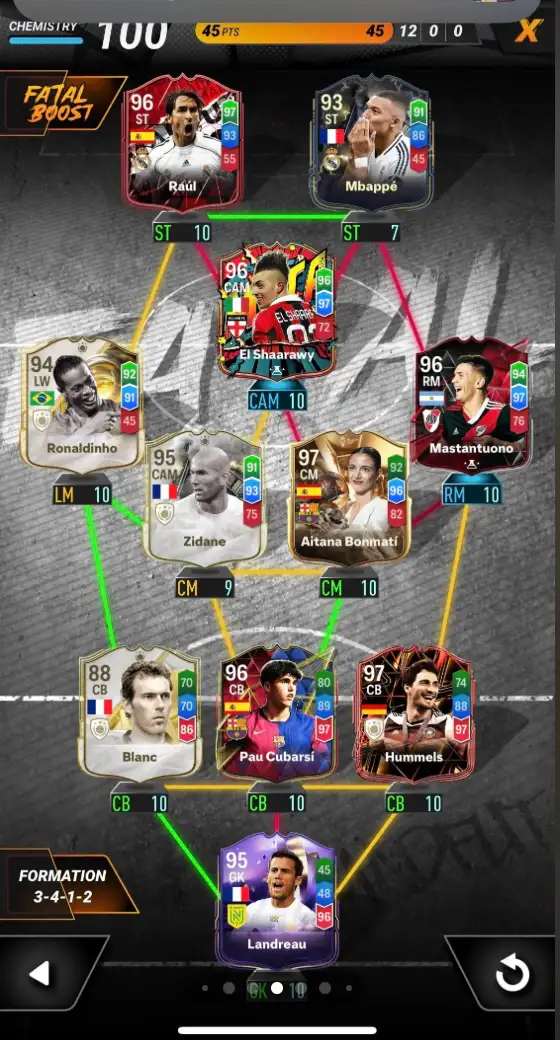 CHEMISTRY 100 45 PTS 45 12 0 0 X
FATAL
BOOST
96
ST
97
93
55
Raúl
93
ST
91
86
45
Mbappé
ST 10
ST 7
96
CAM
96
97
72
EL SHAARAWY
El Shaarawy
CAM 10
94
LW
92
91
45
Ronaldinho
LM 10
96
RM
94
97
76
Mastantuono
RM 10
95
CAM
91
93
75
Zidane
CM 9
97
CM
92
96
82
Aitana Bonmatí
CM 10
88
CB
70
70
86
Blanc
CB 10
96
CB
80
89
97
Pau Cubarsí
CB 10
97
CB
74
88
97
Hummels
CB 10
95
GK
45
48
96
Landreau
GK 10
FORMATION
3-4-1-2